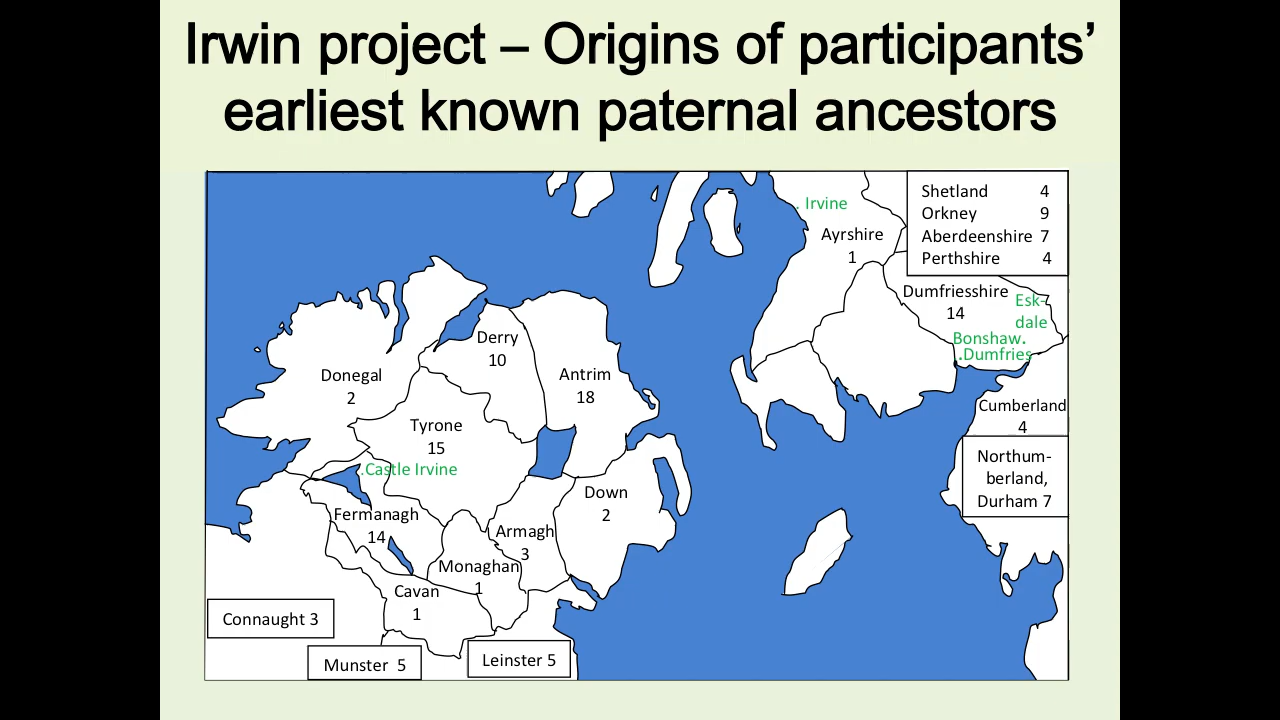 Irwin project – Origins of participants’
earliest known paternal ancestors
. Irvine
Ayrshire
1
Shetland 4
Orkney 9
Aberdeenshire 7
Perthshire 4
Dumfriesshire
14
Esk-
dale
Bonshaw.
.Dumfries
Cumberland
4
Northum-
berland,
Durham 7
Derry
10
Antrim
18
Donegal
2
Tyrone
15
.Castle Irvine
Down
2
Fermanagh
14
Armagh
3
Monaghan
1
Cavan
1
Connaught 3
Munster 5
Leinster 5